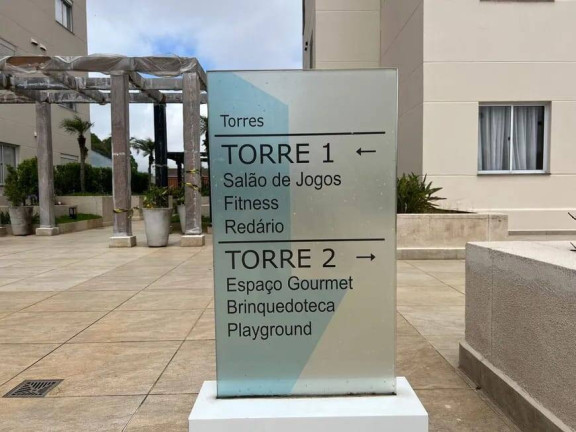 Torres
TORRE 1 ←
Salão de Jogos
Fitness
Redário
TORRE 2 →
Espaço Gourmet
Brinquedoteca
Playground